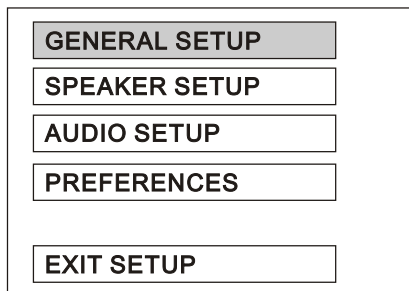 GENERAL SETUP
SPEAKER SETUP
AUDIO SETUP
PREFERENCES
EXIT SETUP